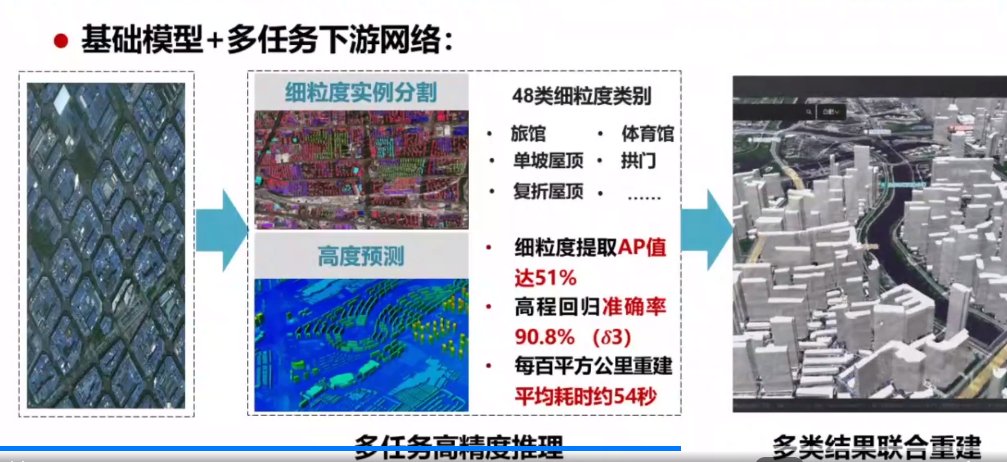 基础模型+多任务下游网络：
细粒度实例分割
高度预测
48类细粒度类别
• 旅馆 • 体育馆
• 单坡屋顶 • 拱门
• 复折屋顶 • ……
• 细粒度提取AP值
达51%
• 高程回归准确率
90.8% （δ3）
• 每百平方公里重建
平均耗时约54秒
多任务高精度推理
多类结果联合重建